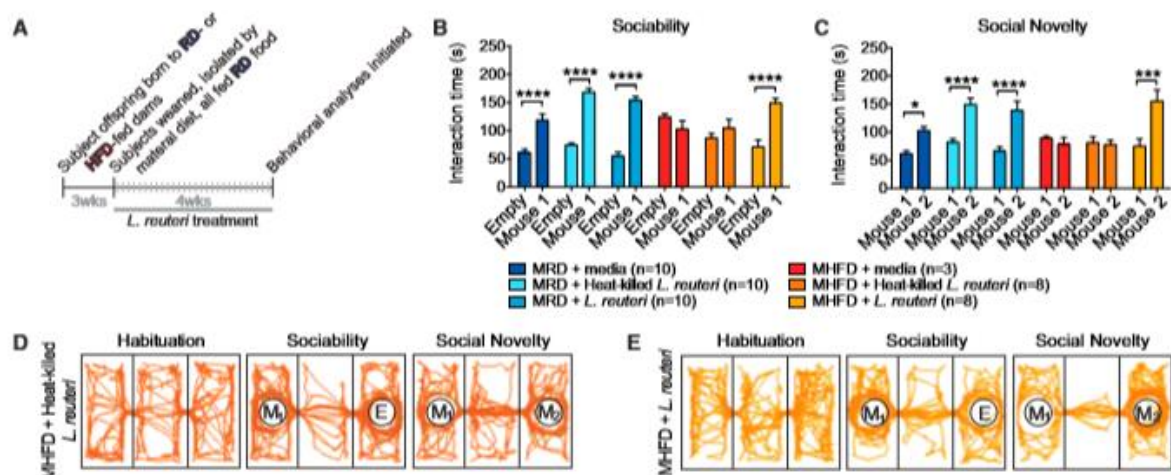 A
Subject offspring born to RD- or
HFD-fed dams
Subjects weaned, isolated by
materal diet, all fed RD food
Behavioral analyses initiated
3wks
4wks
L. reuteri treatment
B
Sociability
Interaction time (s)
250
200
150
100
50
0
**** **** **** ****
Empty Mouse 1 Empty Mouse 1 Empty Mouse 1 Empty Mouse 1 Empty Mouse 1 Empty Mouse 1
C
Social Novelty
Interaction time (s)
250
200
150
100
50
0
* **** **** ***
Mouse 1 Mouse 2 Mouse 1 Mouse 2 Mouse 1 Mouse 2 Mouse 1 Mouse 2 Mouse 1 Mouse 2 Mouse 1 Mouse 2
MRD + media (n=10)
MRD + Heat-killed L. reuteri (n=10)
MRD + L. reuteri (n=10)
MHFD + media (n=3)
MHFD + Heat-killed L. reuteri (n=8)
MHFD + L. reuteri (n=8)
D
MHFD + Heat-killed
L. reuteri
Habituation Sociability Social Novelty
M1 E M1 M2
E
MHFD + L. reuteri
Habituation Sociability Social Novelty
M1 E M1 M2